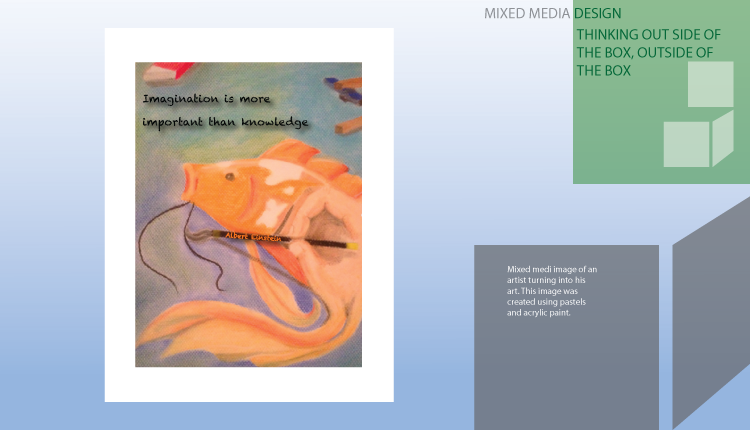 MIXED MEDIA DESIGN
THINKING OUT SIDE OF
THE BOX, OUTSIDE OF
THE BOX
Imagination is more
important than knowledge
Albert Einstein
Mixed medi image of an
artist turning into his
art. This image was
created using pastels
and acrylic paint.